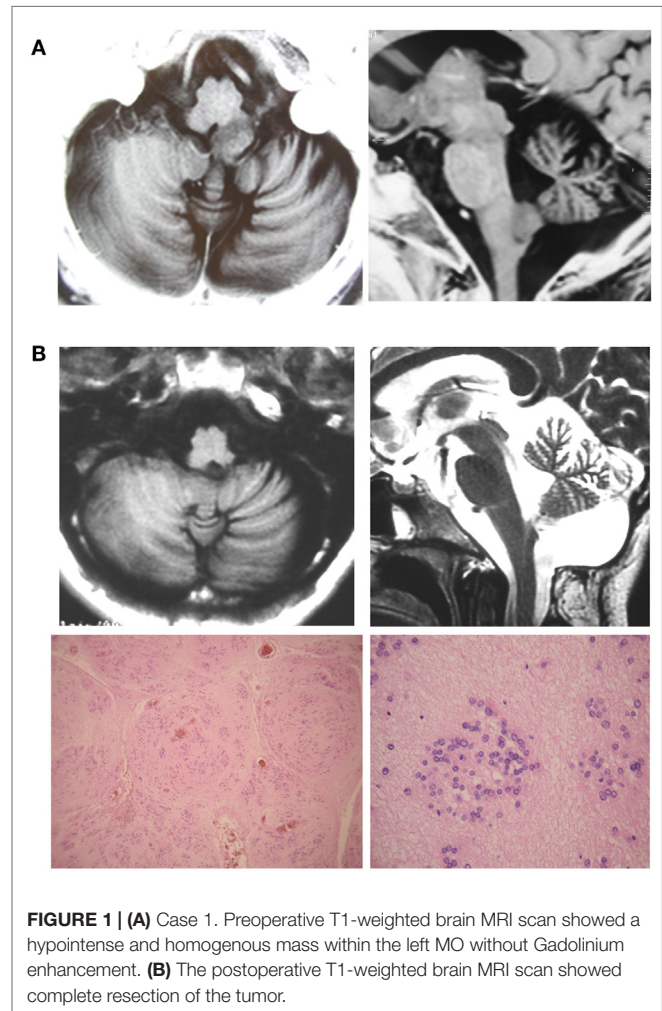 A
B
FIGURE 1 | (A) Case 1. Preoperative T1-weighted brain MRI scan showed a
hypointense and homogenous mass within the left MO without Gadolinium
enhancement. (B) The postoperative T1-weighted brain MRI scan showed
complete resection of the tumor.